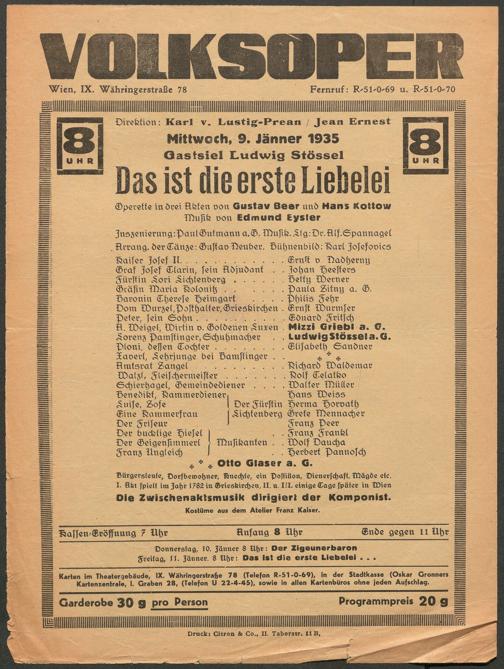 VOLKSOPER
Wien, IX. Währingerstraße 78 Fernruf: R-51-0-69 u. R-51-0-70
Direktion: Karl v. Lustig-Prean / Jean Ernest
8 UHR Mittwoch, 9. Jänner 1935 8 UHR
Gastsiel Ludwig Stössel
Das ist die erste Liebelei
Operette in drei Akten von Gustav Beer und Hans Kottow
Musik von Edmund Eysler
Inszenierung: Paul Gutmann a. G. Musik. Ltg: Dr. Alf. Spannagel
Arrang. der Tänze: Gustav Neuber. Bühnenbild: Karl Josefovics
Kaiser Josef II. . . . . . . . . . . . . Ernst v Nadherny
Graf Josef Clarin, sein Adjudant . . Johan Heesters
Fürstin Lori Lichtenberg . . . . . . Betty Werner
Gräfin Maria Kolonitz . . . . . . . Paula Zitny a. G.
Baronin Therese Heimgart . . . . . Philis Fehr
Dom. Wurzel, Posthalter, Grieskirchen . Ernst Wurmser
Peter, sein Sohn . . . . . . . . . . Eduard Fritsch
A. Weigel, Wirtin v. Goldenen Luxen . Mizzi Griebl a. G.
Lorenz Pamstinger, Schuhmacher . . Ludwig Stössel a. G.
Dioni, dessen Tochter . . . . . . . Elisabeth Sandner
Xaverl, Lehrjunge bei Bamstinger . . * * *
Amtsrat Zangel . . . . . . . . . Richard Waldemar
Watzl, Fleischermeister . . . . . . Rolf Telasko
Schierhagel, Gemeindediener . . . . Walter Müller
Benedikt, Kammerdiener Hans Weiss
Luise, Zofe Der Fürstin Herma Horvath
Eine Kammerfrau Lichtenberg Grete Mennacher
Der Friseur Franz Peer
Der bucklige Hiesel . . Franz Frankl
Der Geigensimmerl Musikanten . . Wolf Daucha
Franz Ungleich . . Herbert Pannosch
* * * Otto Glaser a. G.
Bürgersleute, Dorfbewohner, Knechte, ein Postillon, Dienerschaft, Mägde etc.
I. Akt spielt im Jahr 1782 in Grieskirchen, II. u. III. einige Tage später in Wien
Die Zwischenaktsmusik dirigiert der Komponist.
Kostüme aus dem Atelier Franz Kaiser.
Kassen-Eröffnung 7 Uhr Anfang 8 Uhr Ende gegen 11 Uhr
Donnerstag, 10. Jänner 8 Uhr: Der Zigeunerbaron
Freitag, 11. Jänner. 8 Uhr: Das ist die erste Liebelei . . .
Karten im Theatergebäude, IX. Währingerstraße 78 (Telefon R-51-0-69), in der Stadtkasse (Oskar Gronners
Kartenzentrale, I. Graben 28, (Telefon U 22-4-45), sowie in allen Kartenbüros ohne jeden Aufschlag.
Garderobe 30 g pro Person Programmpreis 20 g
Druck: Citron & Co., II. Taborstr. 11 B,